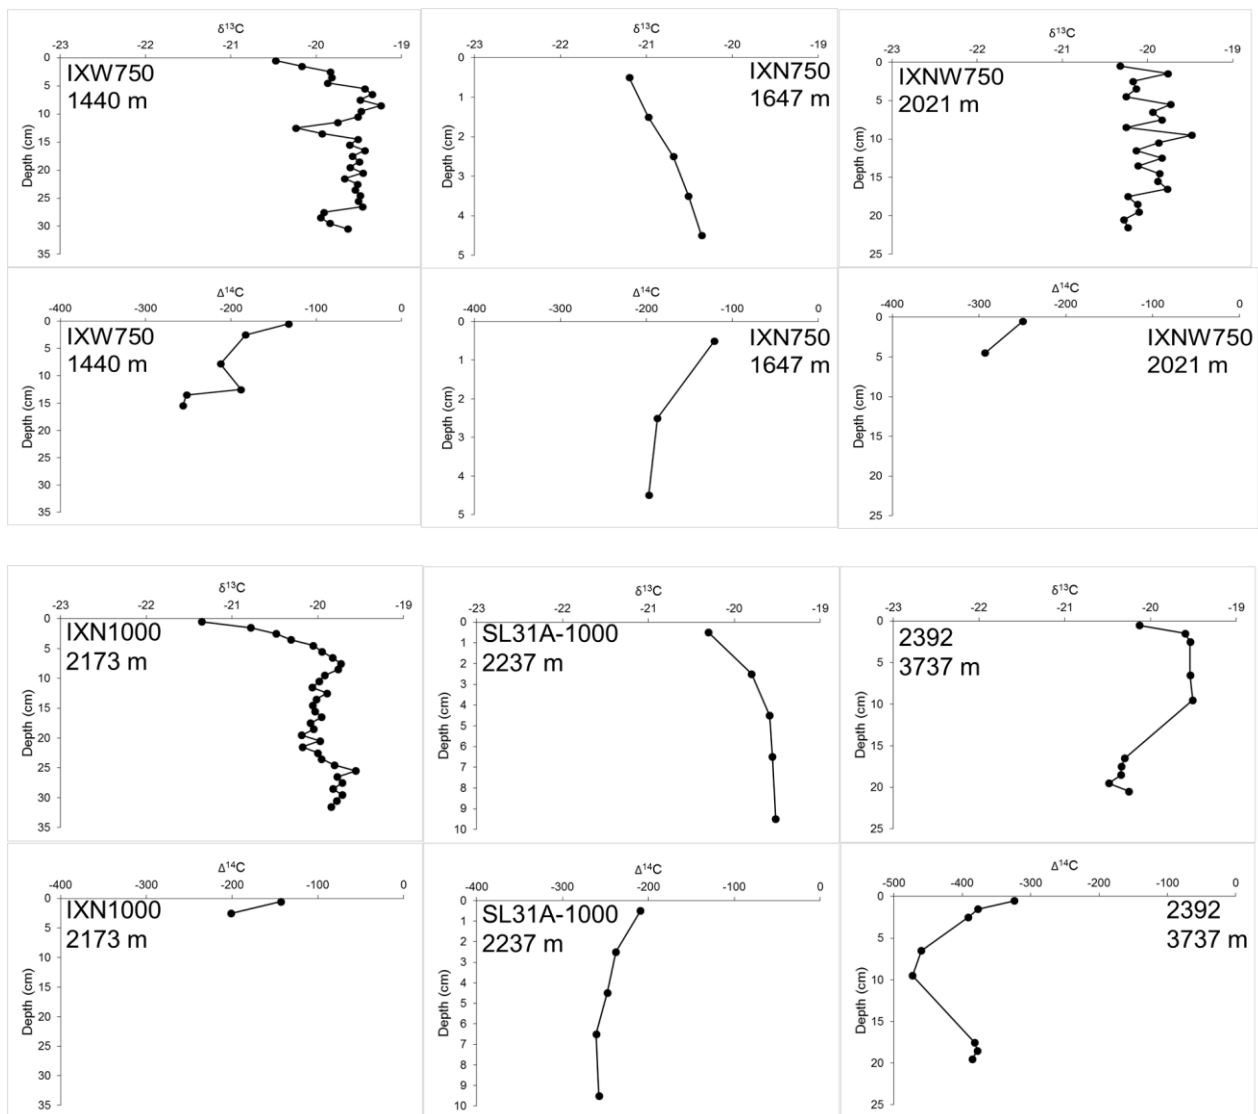 δ13C
-23 -22 -21 -20 -19
IXW750
1440 m
Depth (cm)
0
5
10
15
20
25
30
35
δ13C
-23 -22 -21 -20 -19
IXN750
1647 m
Depth (cm)
0
1
2
3
4
5
δ13C
-23 -22 -21 -20 -19
IXNW750
2021 m
Depth (cm)
0
5
10
15
20
25
Δ14C
-400 -300 -200 -100 0
IXW750
1440 m
Depth (cm)
0
5
10
15
20
25
30
35
Δ14C
-400 -300 -200 -100 0
IXN750
1647 m
Depth (cm)
0
1
2
3
4
5
Δ14C
-400 -300 -200 -100 0
IXNW750
2021 m
Depth (cm)
0
5
10
15
20
25
δ13C
-23 -22 -21 -20 -19
IXN1000
2173 m
Depth (cm)
0
5
10
15
20
25
30
35
δ13C
-23 -22 -21 -20 -19
SL31A-1000
2237 m
Depth (cm)
0
1
2
3
4
5
6
7
8
9
10
δ13C
-23 -22 -21 -20 -19
2392
3737 m
Depth (cm)
0
5
10
15
20
25
Δ14C
-400 -300 -200 -100 0
IXN1000
2173 m
Depth (cm)
0
5
10
15
20
25
30
35
Δ14C
-400 -300 -200 -100 0
SL31A-1000
2237 m
Depth (cm)
0
1
2
3
4
5
6
7
8
9
10
Δ14C
-500 -400 -300 -200 -100 0
2392
3737 m
Depth (cm)
0
5
10
15
20
25